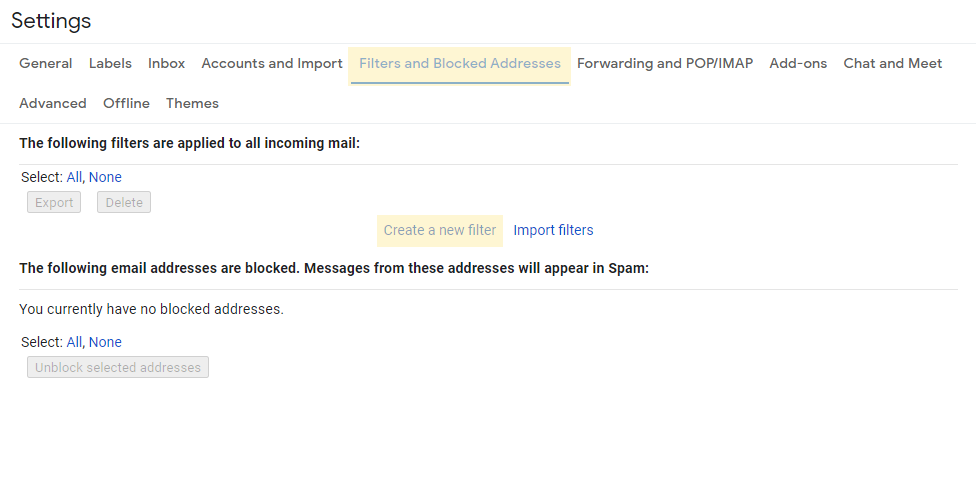 Settings
General Labels Inbox Accounts and Import Filters and Blocked Addresses Forwarding and POP/IMAP Add-ons Chat and Meet
Advanced Offline Themes
The following filters are applied to all incoming mail:
Select: All, None
Export Delete
Create a new filter Import filters
The following email addresses are blocked. Messages from these addresses will appear in Spam:
You currently have no blocked addresses.
Select: All, None
Unblock selected addresses